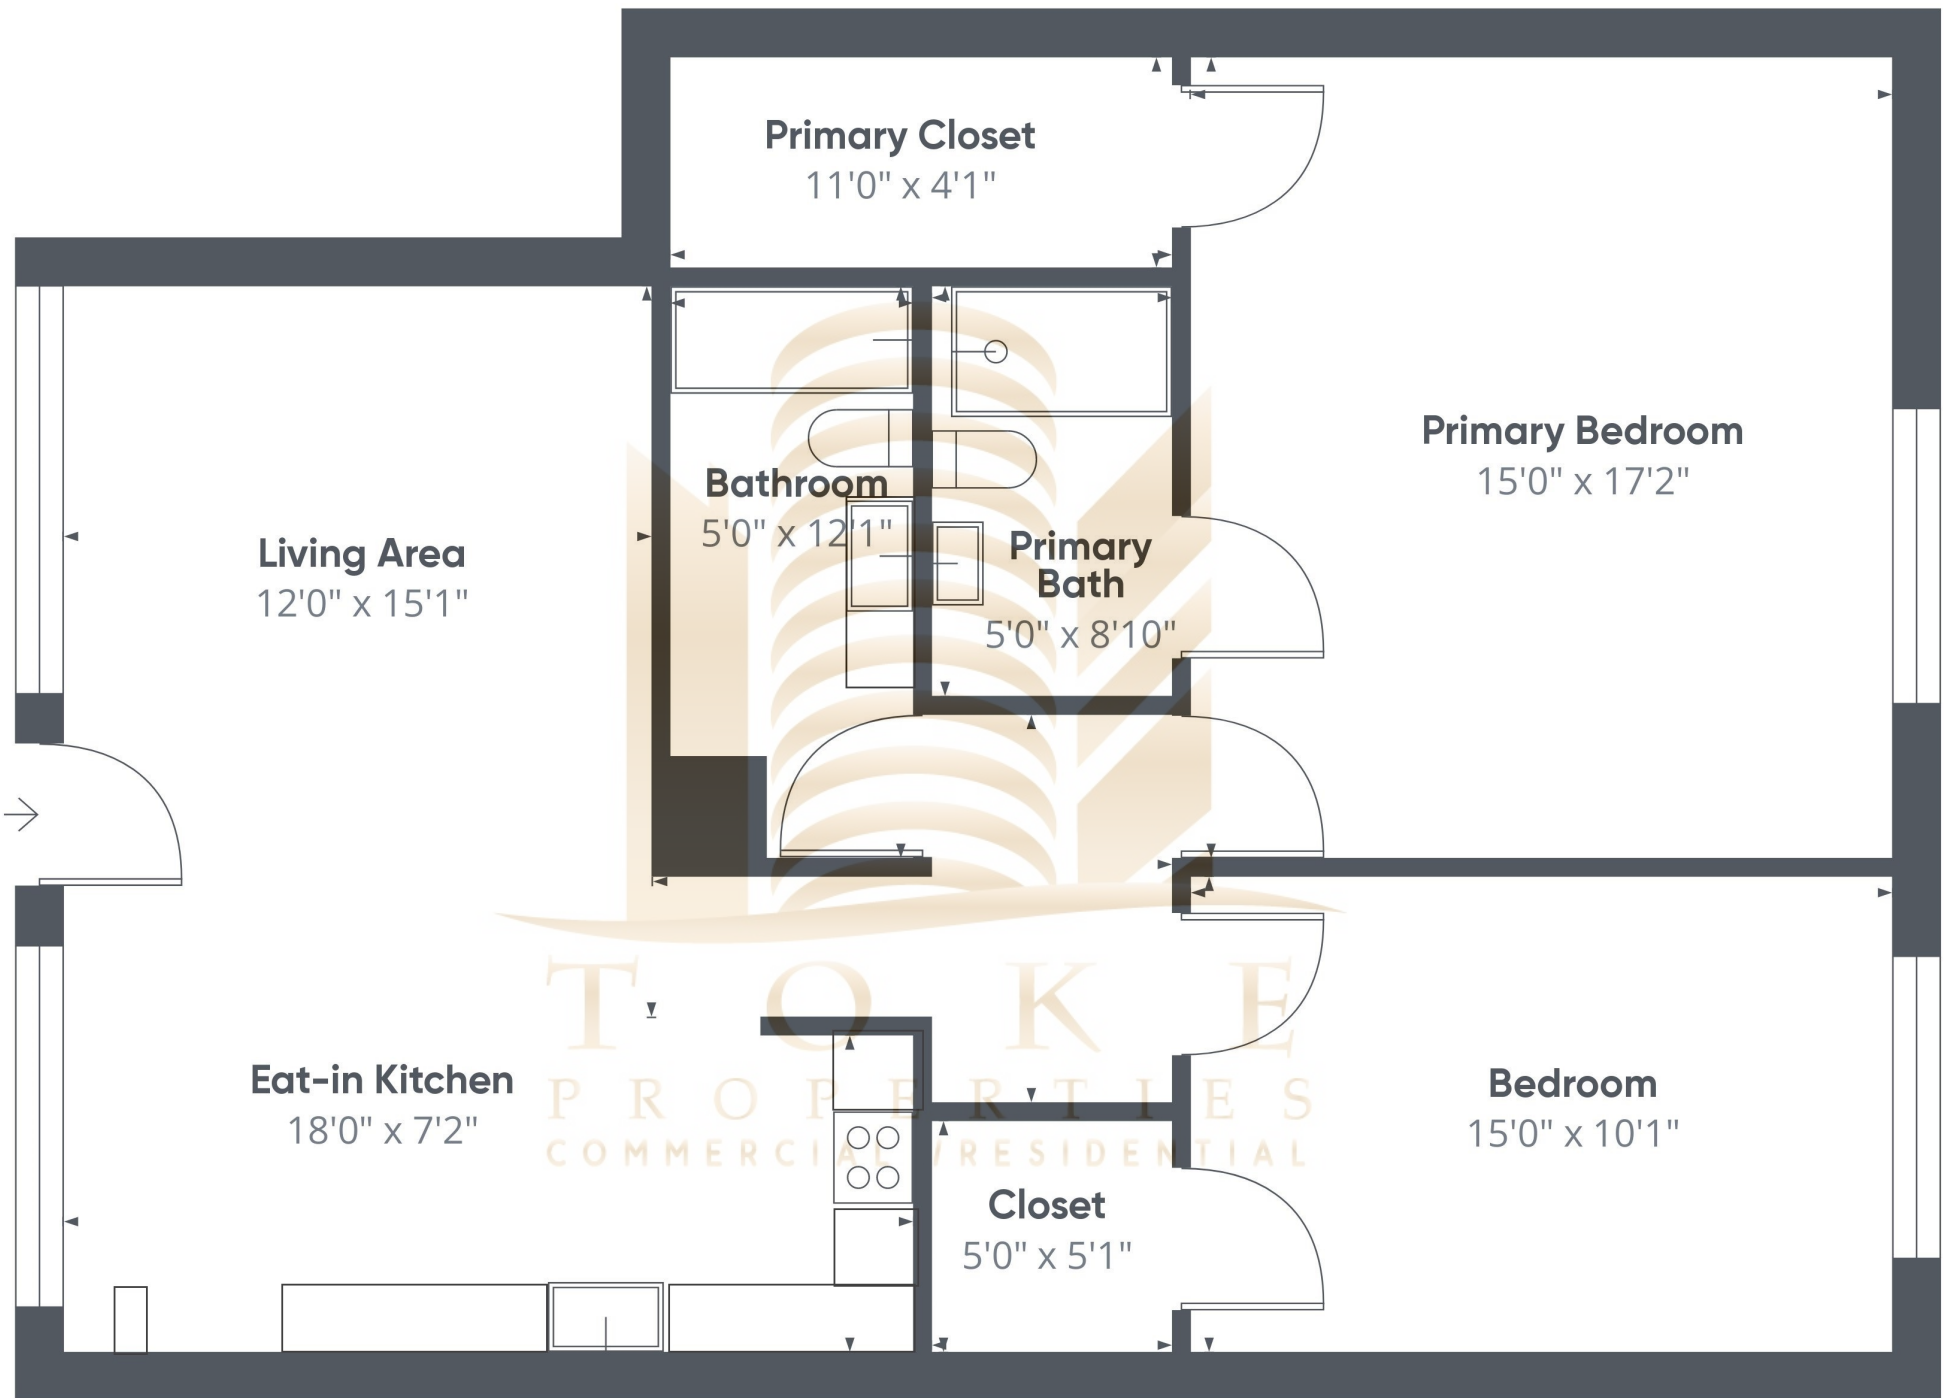 Primary Closet
11'0" x 4'1"
Primary Bedroom
15'0" x 17'2"
Bathroom
5'0" x 12'1"
Primary
Bath
5'0" x 8'10"
Living Area
12'0" x 15'1"
TOKE
PROPERTIES
COMMERCIAL / RESIDENTIAL
Eat-in Kitchen
18'0" x 7'2"
Bedroom
15'0" x 10'1"
Closet
5'0" x 5'1"